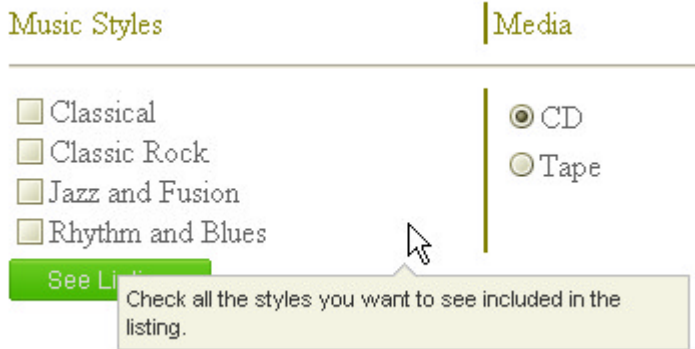 Music Styles
Media
Classical
Classic Rock
Jazz and Fusion
Rhythm and Blues
CD
Tape
See
Check all the styles you want to see included in the
listing.